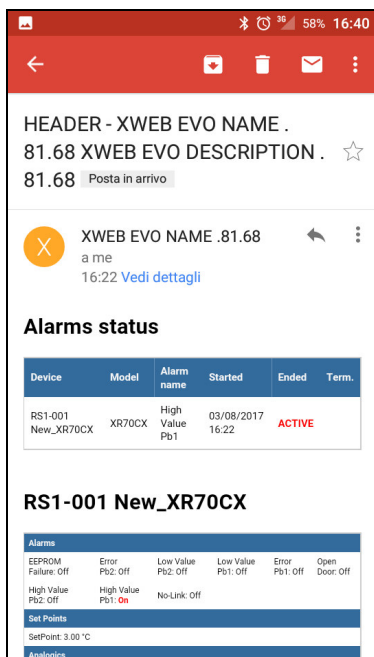 3G 58% 16:40
HEADER - XWEB EVO NAME .
81.68 XWEB EVO DESCRIPTION .
81.68 Posta in arrivo
X
XWEB EVO NAME .81.68
a me
16:22 Vedi dettagli
Alarms status
Device Model Alarm name Started Ended Term.
RS1-001 New_XR70CX XR70CX High Value Pb1 03/08/2017 16:22 ACTIVE
RS1-001 New_XR70CX
Alarms
EEPROM Failure: Off Error Pb2: Off Low Value Pb2: Off Low Value Pb1: Off Error Pb1: Off Open Door: Off
High Value Pb2: Off High Value Pb1: On No-Link: Off
Set Points
SetPoint: 3.00 °C
Analogics